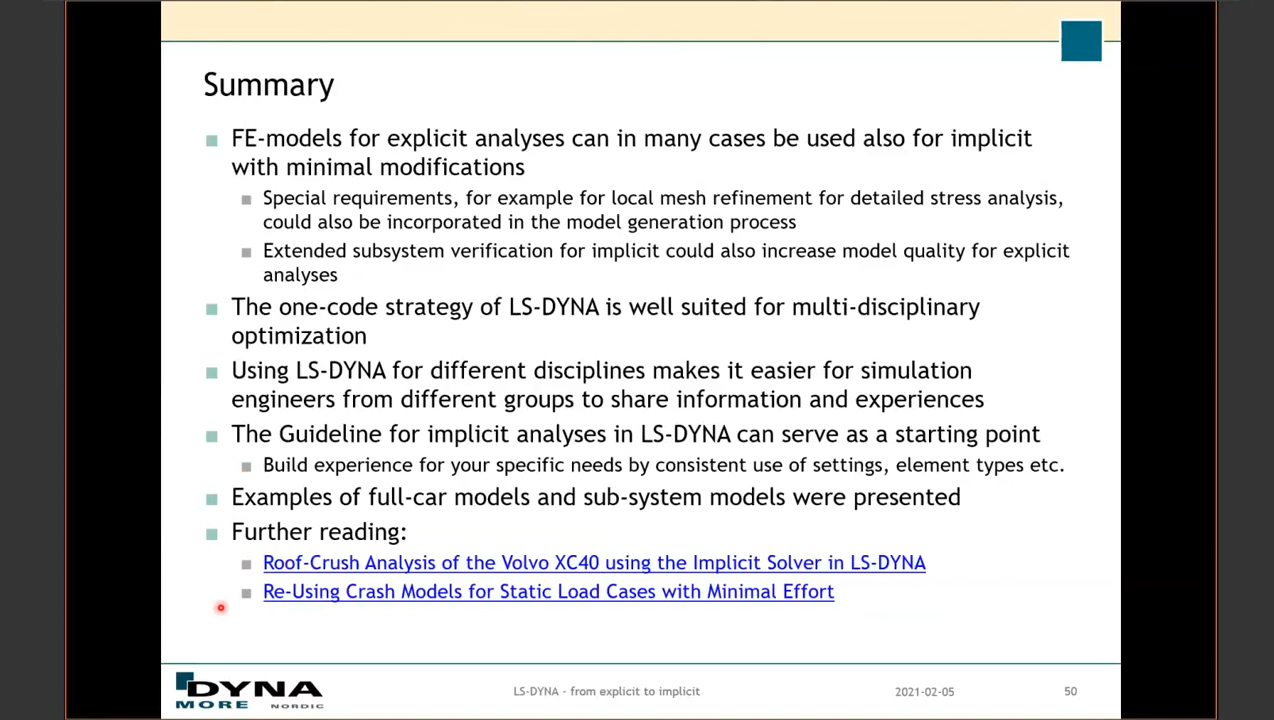 Summary
FE-models for explicit analyses can in many cases be used also for implicit
with minimal modifications
Special requirements, for example for local mesh refinement for detailed stress analysis,
could also be incorporated in the model generation process
Extended subsystem verification for implicit could also increase model quality for explicit
analyses
The one-code strategy of LS-DYNA is well suited for multi-disciplinary
optimization
Using LS-DYNA for different disciplines makes it easier for simulation
engineers from different groups to share information and experiences
The Guideline for implicit analyses in LS-DYNA can serve as a starting point
Build experience for your specific needs by consistent use of settings, element types etc.
Examples of full-car models and sub-system models were presented
Further reading:
Roof-Crush Analysis of the Volvo XC40 using the Implicit Solver in LS-DYNA
Re-Using Crash Models for Static Load Cases with Minimal Effort
DYNA
MORE NORDIC
LS-DYNA - from explicit to implicit
2021-02-05
50